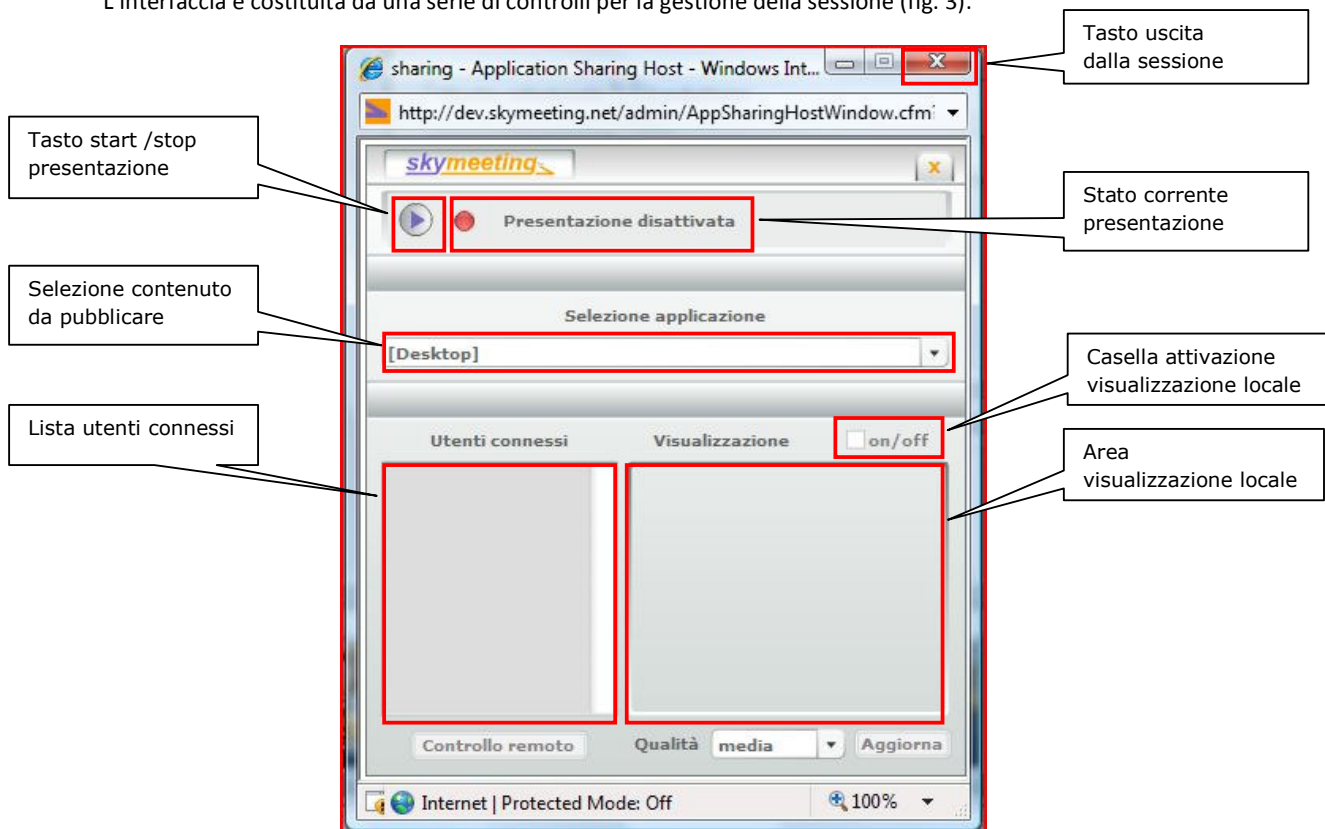 L'interfaccia è costituita da una serie di controlli per la gestione della sessione (fig. 3).
Tasto uscita
dalla sessione
sharing - Application Sharing Host - Windows Int...
http://dev.skymeeting.net/admin/AppSharingHostWindow.cfm
Tasto start /stop
presentazione
skymeeting
x
Presentazione disattivata
Stato corrente
presentazione
Selezione contenuto
da pubblicare
Selezione applicazione
[Desktop]
Casella attivazione
visualizzazione locale
Lista utenti connessi
Utenti connessi
Visualizzazione
on/off
Area
visualizzazione locale
Controllo remoto
Qualità
media
Aggiorna
Internet | Protected Mode: Off
100%